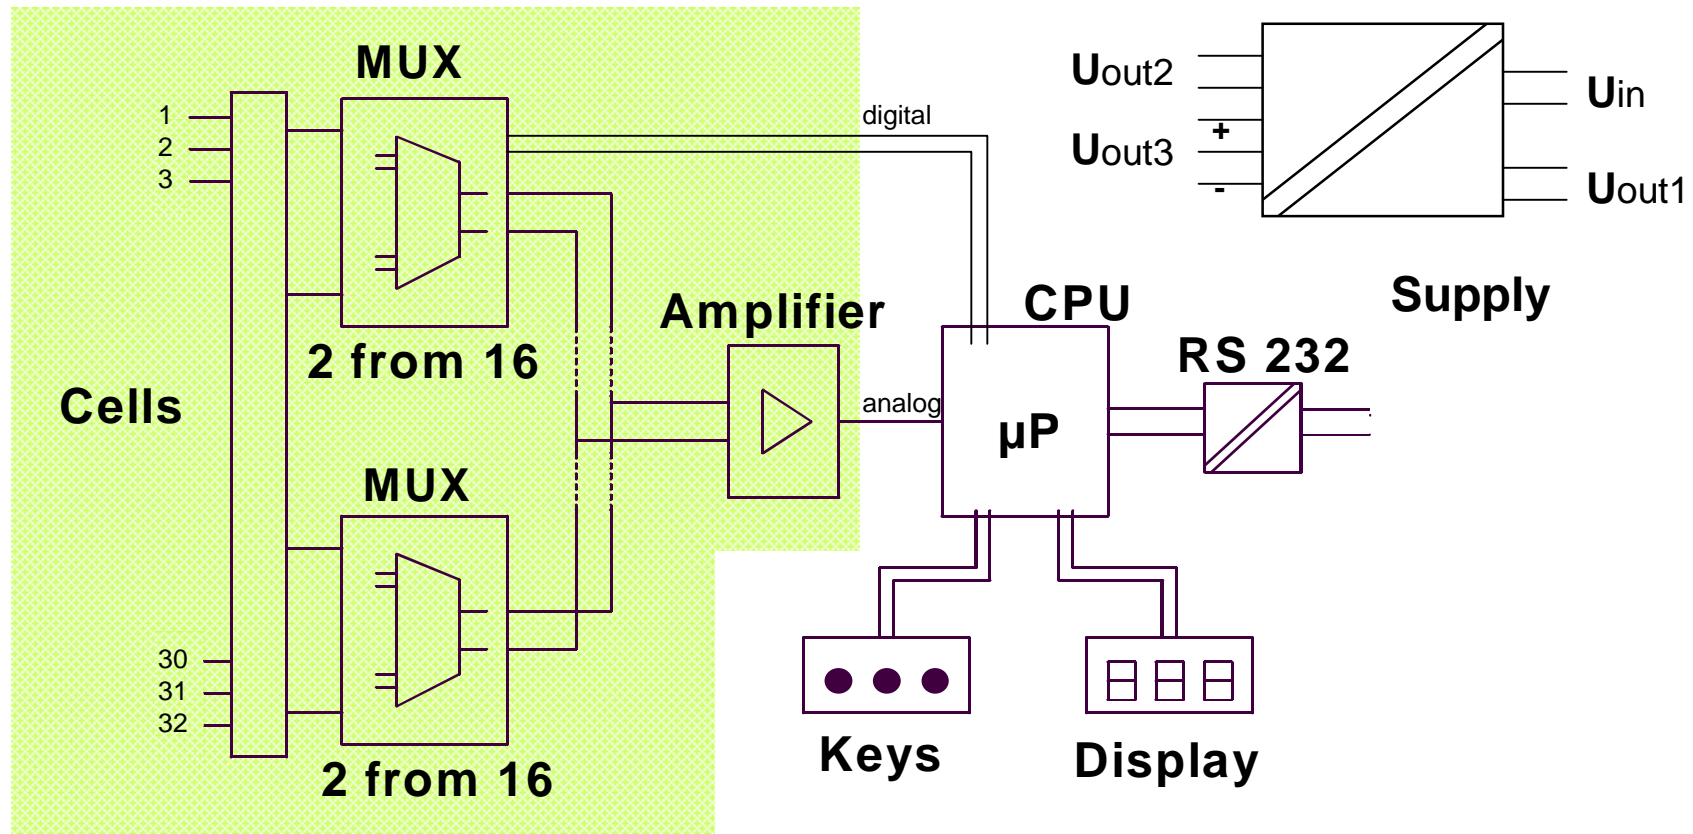 MUX
Uout2
Uin
1
digital
+
2
Uout3
3
-
Uout1
Supply
CPU
Amplifier
RS 232
2 from 16
Cells
analog
µP
MUX
30
31
32
Keys
Display
2 from 16